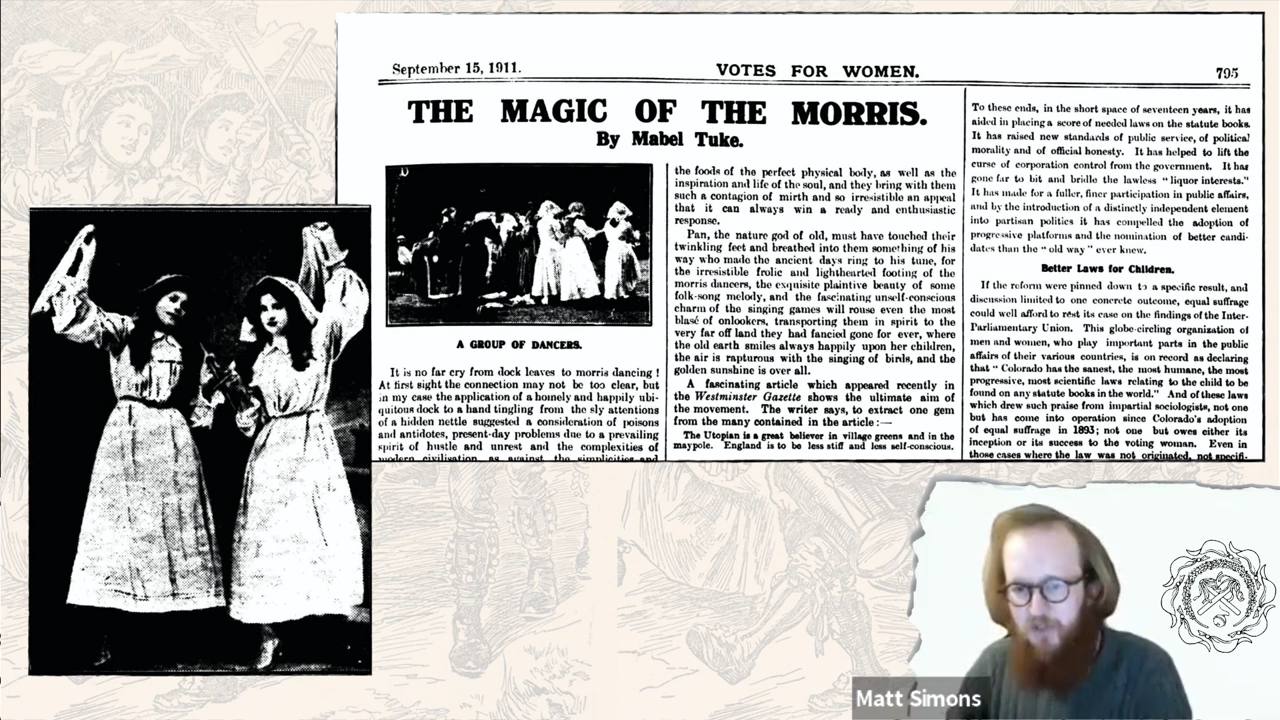 September 15, 1911.
VOTES FOR WOMEN.
795
THE MAGIC OF THE MORRIS.
By Mabel Tuke.
A GROUP OF DANCERS.
It is no far cry from dock leaves to morris dancing !
At first sight the connection may not be too clear, but
in my case the application of a homely and happily ubi-
quitous dock to a hand tingling from the sly attentions
of a hidden nettle suggested a consideration of poisons
and antidotes, present-day problems due to a prevailing
spirit of hustle and unrest and the complexities of
modern civilisation, as against the simplicities and
the foods of the perfect physical body, as well as the
inspiration and life of the soul, and they bring with them
such a contagion of mirth and so irresistible an appeal
that it can always win a ready and enthusiastic
response.
Pan, the nature god of old, must have touched their
twinkling feet and breathed into them something of his
way who made the ancient days ring to his tune, for
the irresistible frolic and lighthearted footing of the
morris dancers, the exquisite plaintive beauty of some
folk-song melody, and the fascinating unself-conscious
charm of the singing games will rouse even the most
blasé of onlookers, transporting them in spirit to the
very far off land they had fancied gone for ever, where
the old earth smiles always happily upon her children,
the air is rapturous with the singing of birds, and the
golden sunshine is over all.
A fascinating article which appeared recently in
the Westminster Gazette shows the ultimate aim of
the movement. The writer says, to extract one gem
from the many contained in the article :—
The Utopian is a great believer in village greens and in the
maypole. England is to be less stiff and less self-conscious.
To these ends, in the short space of seventeen years, it has
aided in placing a score of needed laws on the statute books.
It has raised new standards of public service, of political
morality and of official honesty. It has helped to lift the
curse of corporation control from the government. It has
gone far to bit and bridle the lawless "liquor interests."
It has made for a fuller, finer participation in public affairs,
and by the introduction of a distinctly independent element
into partisan politics it has compelled the adoption of
progressive platforms and the nomination of better candi-
dates than the "old way" ever knew.
Better Laws for Children.
If the reform were pinned down to a specific result, and
discussion limited to one concrete outcome, equal suffrage
could well afford to rest its case on the findings of the Inter-
Parliamentary Union. This globe-circling organization of
men and women, who play important parts in the public
affairs of their various countries, is on record as declaring
that "Colorado has the sanest, the most humane, the most
progressive, most scientific laws relating to the child to be
found on any statute books in the world." And of these laws
which drew such praise from impartial sociologists, not one
but has come into operation since Colorado's adoption
of equal suffrage in 1893; not one but owes either its
inception or its success to the voting woman. Even in
those cases where the law was not originated, not specifi-
Matt Simons